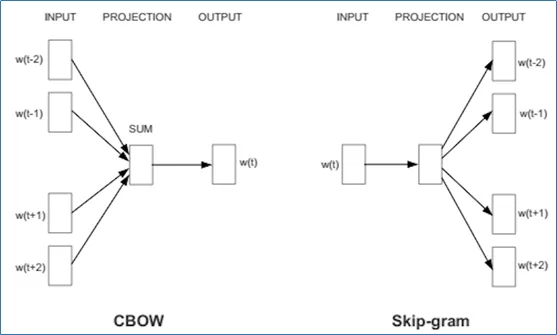 INPUT PROJECTION OUTPUT INPUT PROJECTION OUTPUT
w(t-2) w(t-2)
w(t-1) w(t-1)
SUM
w(t) w(t)
w(t+1) w(t+1)
w(t+2) w(t+2)
CBOW Skip-gram